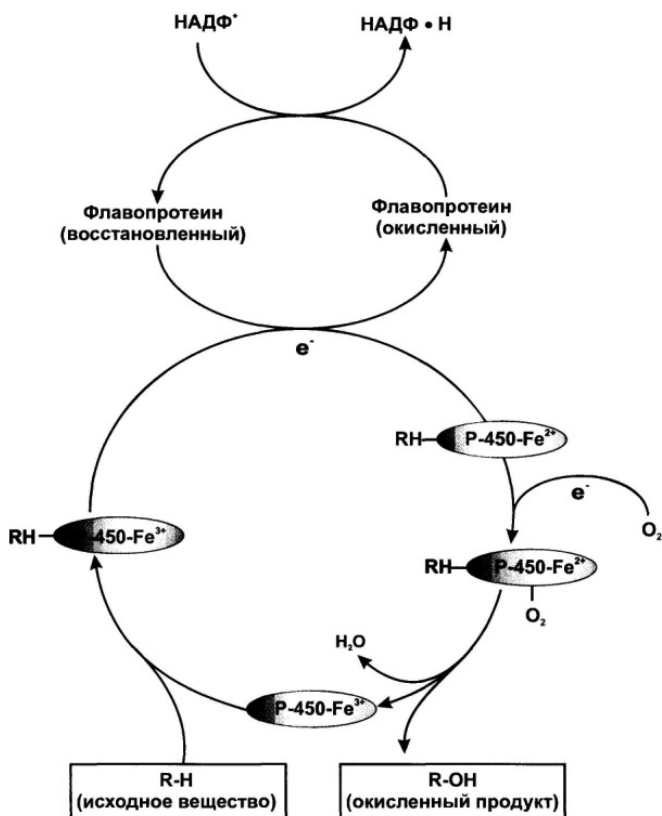 НАДФ⁺
НАДФ • Н
Флавопротеин
(восстановленный)
Флавопротеин
(окисленный)
e⁻
RH
P-450-Fe²⁺
e⁻
O₂
RH
-450-Fe³⁺
RH
P-450-Fe²⁺
O₂
H₂O
P-450-Fe³⁺
R-H
(исходное вещество)
R-OH
(окисленный продукт)